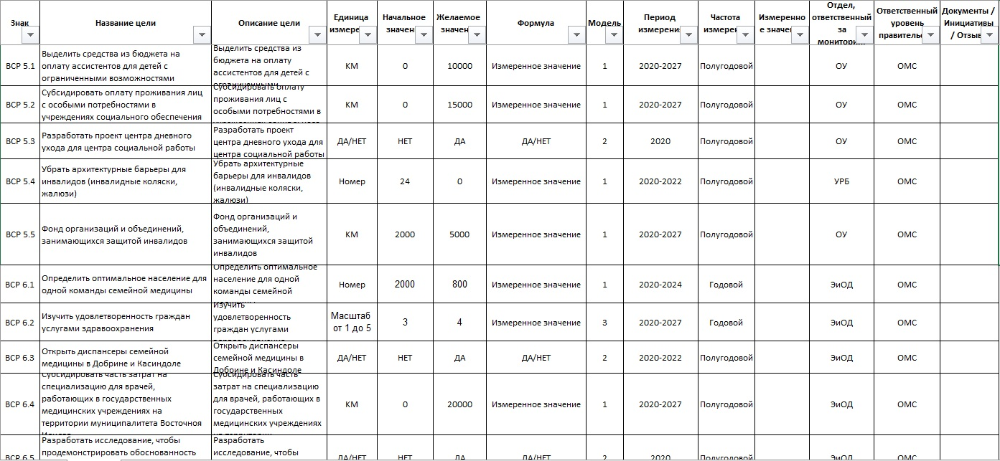 Знак
Название цели
Описание цели
Единица
измере
Начальное
значен
Желаемое
значен
Формула
Модель
Период
измерени
Частота
измере
Измеренно
е значен
Отдел,
ответственный
за
мониторин
Ответственный
уровень
правительс
Документы /
Инициативы
/ Отзыв
ВСР 5.1
Выделить средства из бюджета на
оплату ассистентов для детей с
ограниченными возможностями
Выделить средства из
бюджета на оплату
ассистентов для детей с
ограниченными
КМ
0
10000
Измеренное значение
1
2020-2027
Полугодовой
ОУ
ОМС
ВСР 5.2
Субсидировать оплату проживания лиц
с особыми потребностями в
учреждениях социального обеспечения
Субсидировать оплату
проживания лиц с
особыми потребностями в
КМ
0
15000
Измеренное значение
1
2020-2027
Полугодовой
ОУ
ОМС
ВСР 5.3
Разработать проект центра дневного
ухода для центра социальной работы
Разработать проект
центра дневного ухода для
центра социальной работы
ДА/НЕТ
НЕТ
ДА
ДА/НЕТ
2
2020
Полугодовой
ОУ
ОМС
ВСР 5.4
Убрать архитектурные барьеры для
инвалидов (инвалидные коляски,
жалюзи)
Убрать архитектурные
барьеры для инвалидов
(инвалидные коляски,
жалюзи)
Номер
24
0
Измеренное значение
1
2020-2022
Полугодовой
УРБ
ОМС
ВСР 5.5
Фонд организаций и объединений,
занимающихся защитой инвалидов
Фонд организаций и
объединений,
занимающихся защитой
инвалидов
КМ
2000
5000
Измеренное значение
1
2020-2027
Полугодовой
ОУ
ОМС
ВСР 6.1
Определить оптимальное население для
одной команды семейной медицины
Определить оптимальное
население для одной
команды семейной
Номер
2000
800
Измеренное значение
1
2020-2024
Годовой
ЭиОД
ОМС
ВСР 6.2
Изучить удовлетворенность граждан
услугами здравоохранения
Изучить
удовлетворенность
граждан услугами
Масштаб
от 1 до 5
3
4
Измеренное значение
3
2020-2027
Годовой
ЭиОД
ОМС
ВСР 6.3
Открыть диспансеры семейной
медицины в Добрине и Касиндоле
Открыть диспансеры
семейной медицины в
Добрине и Касиндоле
ДА/НЕТ
НЕТ
ДА
ДА/НЕТ
2
2020-2022
Полугодовой
ЭиОД
ОМС
ВСР 6.4
Субсидировать часть затрат на
специализацию для врачей,
работающих в государственных
медицинских учреждениях на
территории муниципалитета Восточноя
Субсидировать часть
затрат на специализацию
для врачей, работающих в
государственных
медицинских учреждениях
КМ
0
20000
Измеренное значение
1
2020-2027
Полугодовой
ЭиОД
ОМС
ВСР 6.5
Разработать исследование, чтобы
продемонстрировать обоснованность
Разработать
исследование, чтобы
ДА/НЕТ
НЕТ
ДА
ДА/НЕТ
2
2020
Полугодовой
ЭиОД
ОМС